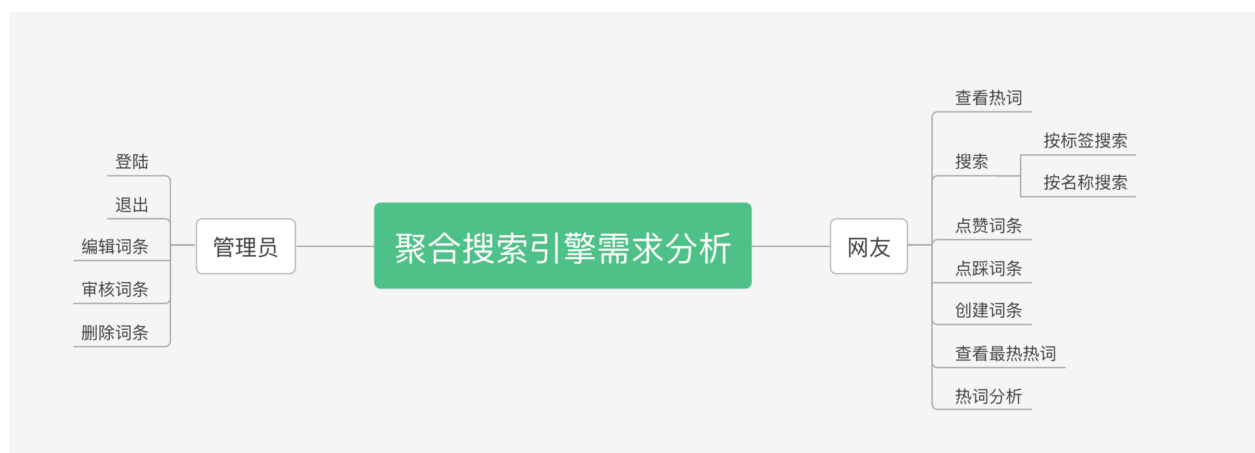 聚合搜索引擎需求分析
管理员
登陆
退出
编辑词条
审核词条
删除词条
网友
查看热词
搜索
按标签搜索
按名称搜索
点赞词条
点踩词条
创建词条
查看最热热词
热词分析